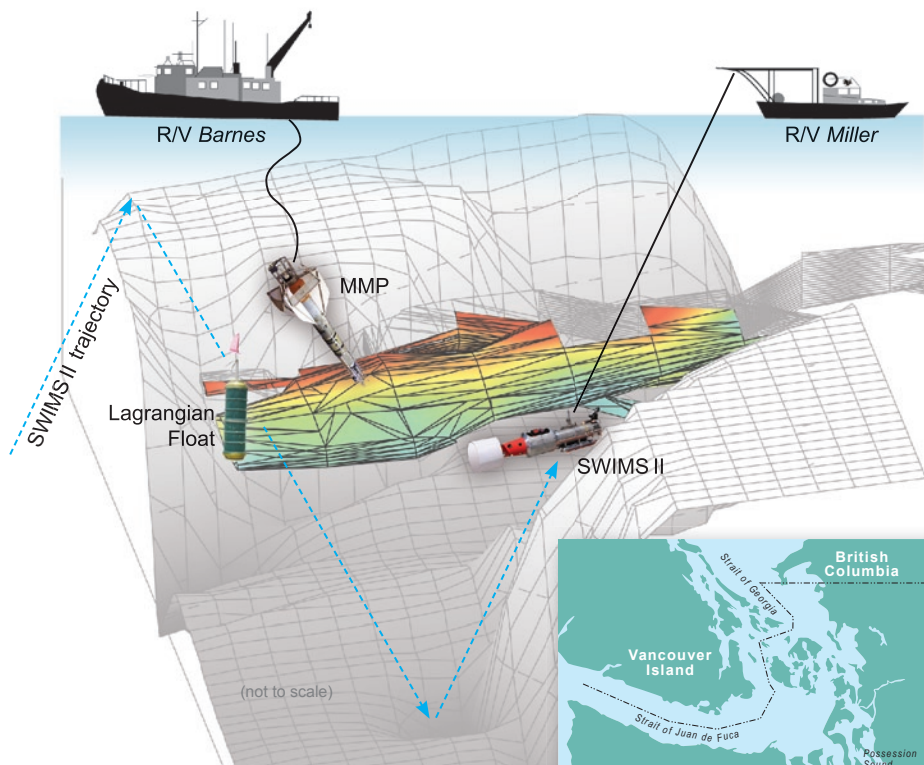 R/V Barnes
R/V Miller
MMP
SWIMS II trajectory
Lagrangian
Float
SWIMS II
(not to scale)
British
Columbia
Strait of Georgia
Vancouver
Island
Strait of Juan de Fuca
Possession
Sound